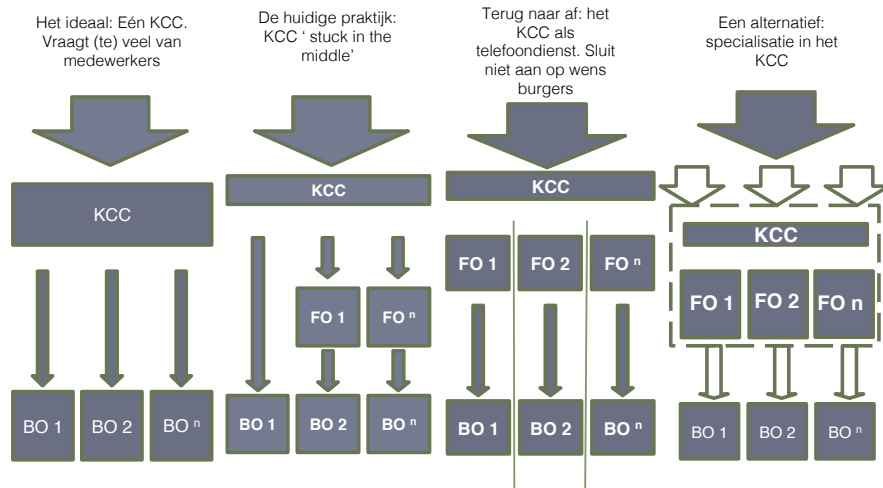 Het ideaal: Eén KCC.
Vraagt (te) veel van
medewerkers
KCC
BO 1
BO 2
BO ⁿ
De huidige praktijk:
KCC ‘ stuck in the
middle’
KCC
FO 1
FO ⁿ
BO 1
BO 2
BO ⁿ
Terug naar af: het
KCC als
telefoondienst. Sluit
niet aan op wens
burgers
KCC
FO 1
FO 2
FO ⁿ
BO 1
BO 2
BO ⁿ
Een alternatief:
specialisatie in het
KCC
KCC
FO 1
FO 2
FO n
BO 1
BO 2
BO ⁿ